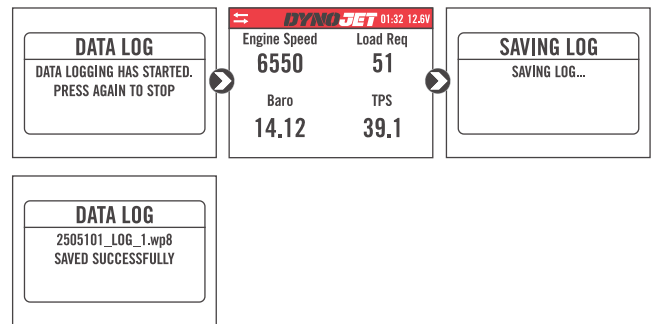 DATA LOG
DATA LOGGING HAS STARTED.
PRESS AGAIN TO STOP
DYNOJET 01:32 12.6V
Engine Speed Load Req
6550 51
Baro TPS
14.12 39.1
SAVING LOG
SAVING LOG...
DATA LOG
2505101_LOG_1.wp8
SAVED SUCCESSFULLY